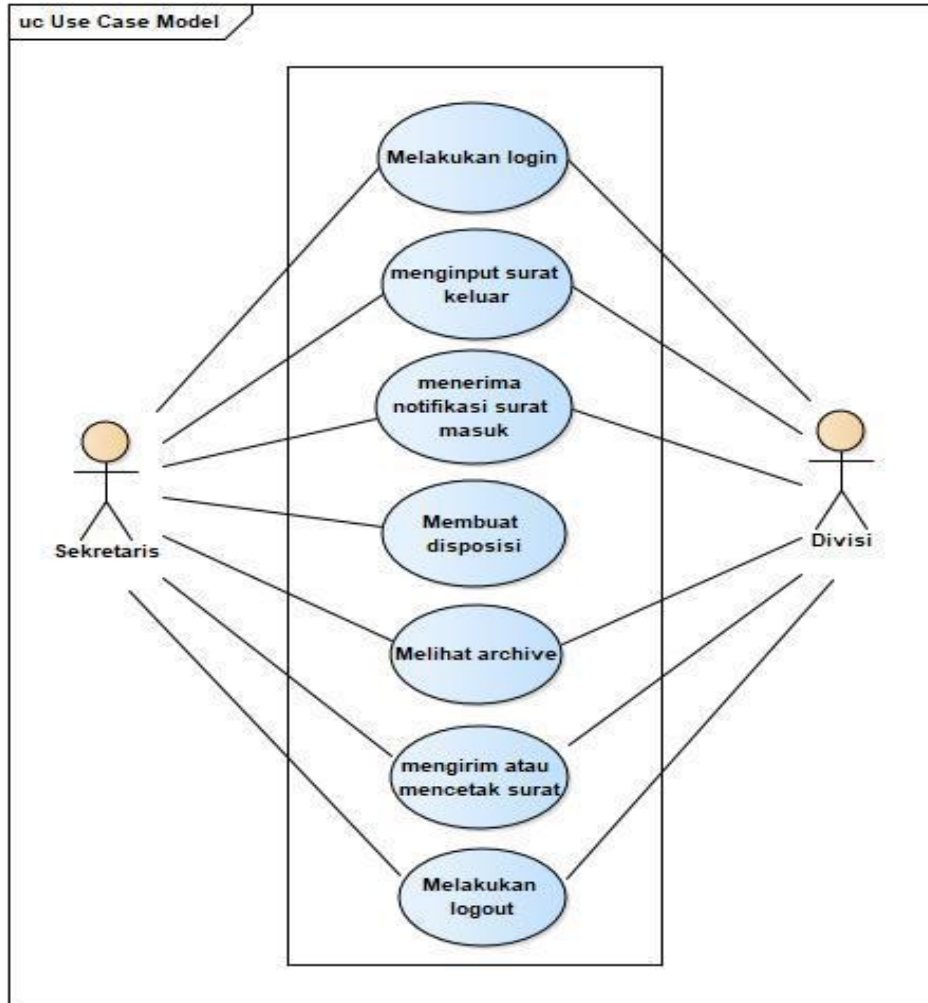 uc Use Case Model
Melakukan login
menginput surat
keluar
menerima
notifikasi surat
masuk
Membuat
disposisi
Sekretaris
Divisi
Melihat archive
mengirim atau
mencetak surat
Melakukan
logout